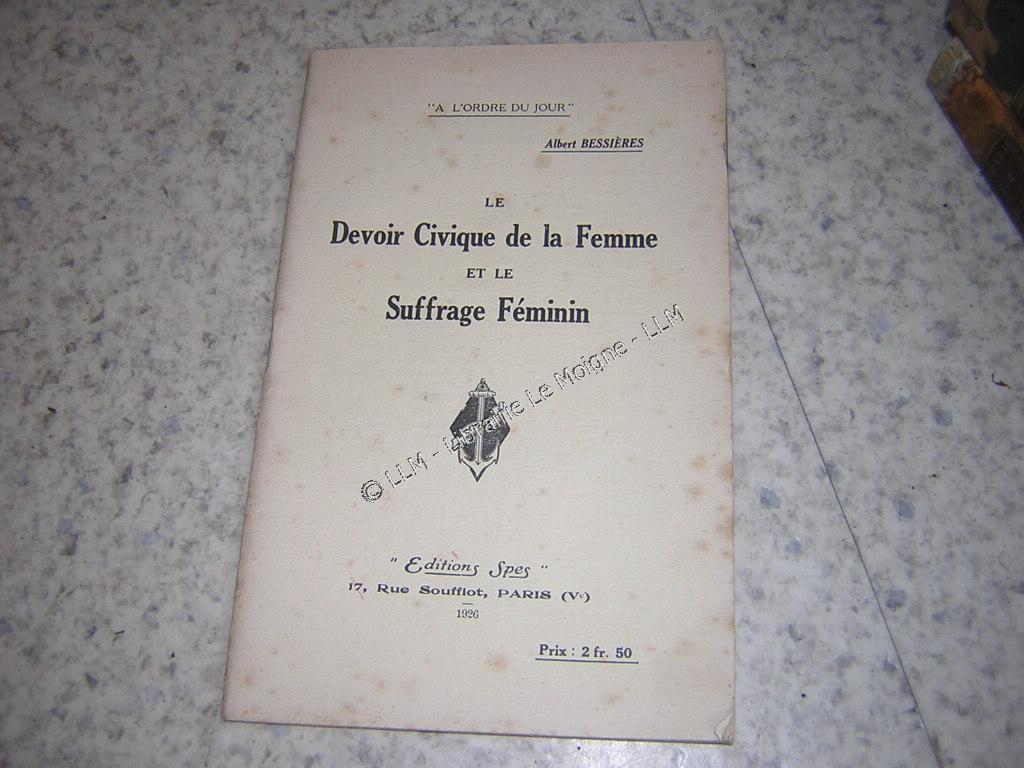 "A L'ORDRE DU JOUR"
Albert BESSIÈRES
LE
Devoir Civique de la Femme
ET LE
Suffrage Féminin
© LLM - Librairie Le Moigne - LLM
" Editions Spes "
17, Rue Soufflot, PARIS (Vᵉ)
1926
Prix : 2 fr. 50